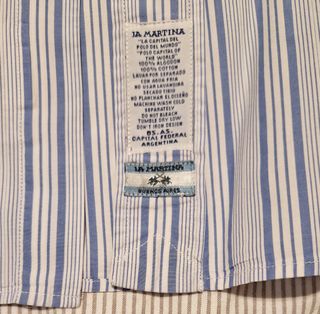 LA MARTINA
"LA CAPITAL DEL
POLO DEL MUNDO"
"POLO CAPITAL OF
THE WORLD"
100% ALGODON
100% COTTON
LAVAR POR SEPARADO
CON AGUA FRIA
NO USAR LAVANDINA
SECADO TIBIO
NO PLANCHAR EL DISEÑO
MACHINE WASH COLD
SEPARATELY
DO NOT BLEACH
TUMBLE DRY LOW
DON'T IRON DESIGN
BS. AS.
CAPITAL FEDERAL
ARGENTINA
LA MARTINA
BUENOS AIRES